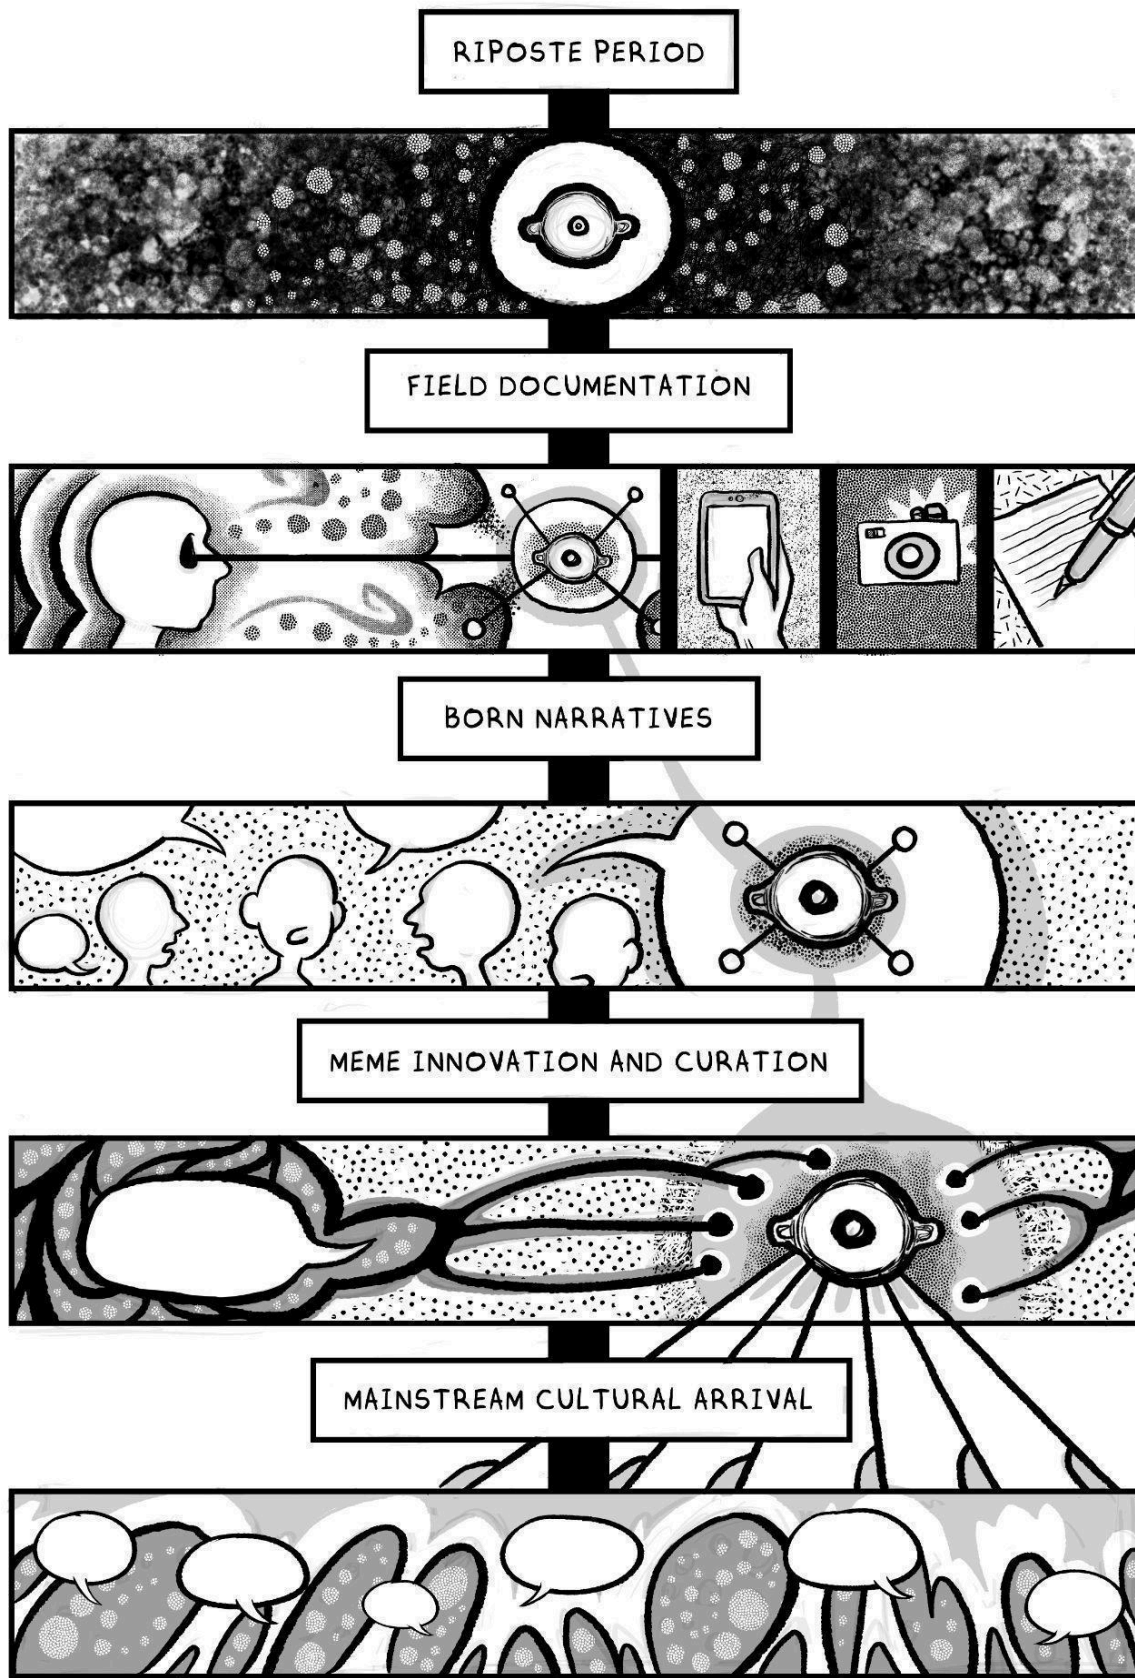 RIPOSTE PERIOD
FIELD DOCUMENTATION
BORN NARRATIVES
MEME INNOVATION AND CURATION
MAINSTREAM CULTURAL ARRIVAL